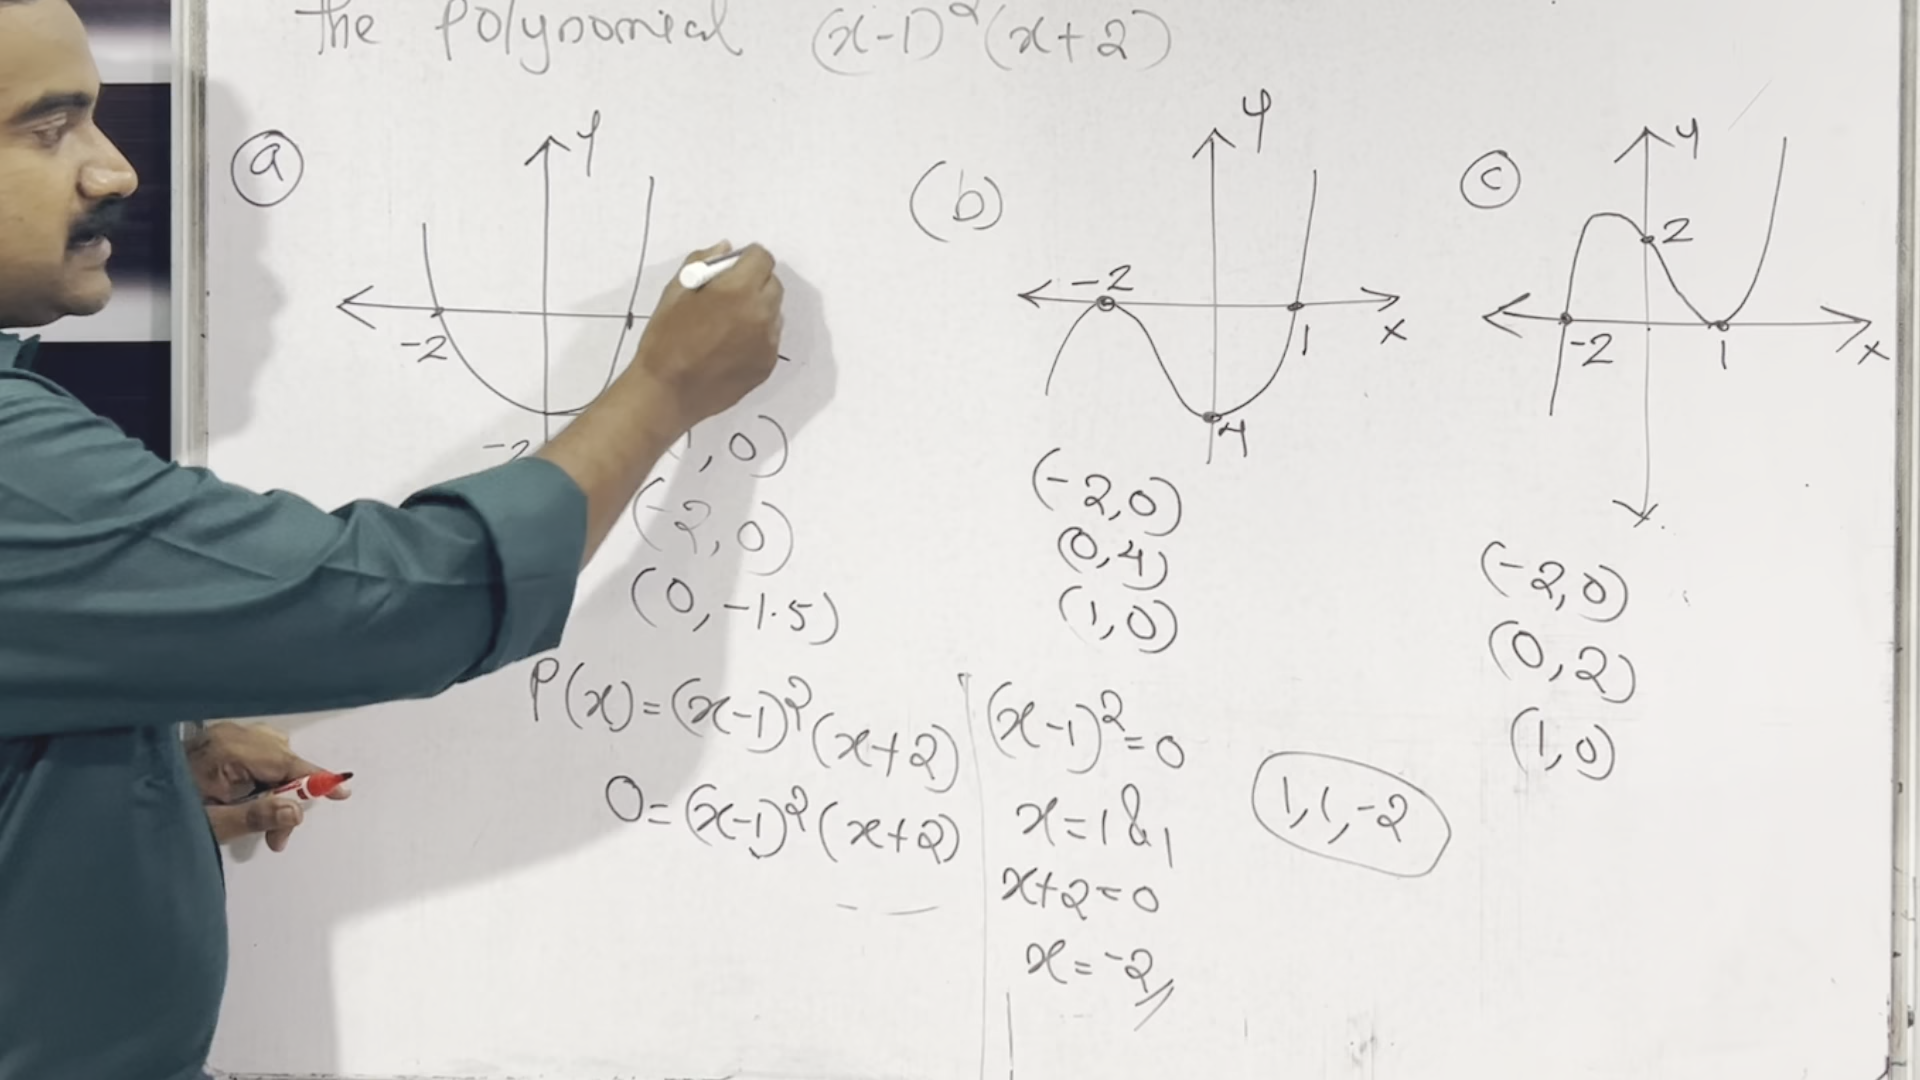 the polynomial (x-1)²(x+2)
(a)
y
-2
-2
(1,0)
(-2,0)
(0,-1.5)
(b)
y
-2
1
x
-4
(-2,0)
(0,4)
(1,0)
(c)
y
2
-2
1
x
(-2,0)
(0,2)
(1,0)
P(x)=(x-1)²(x+2)
0=(x-1)²(x+2)
(x-1)²=0
x=1&1
x+2=0
x=-2//
1,1,-2